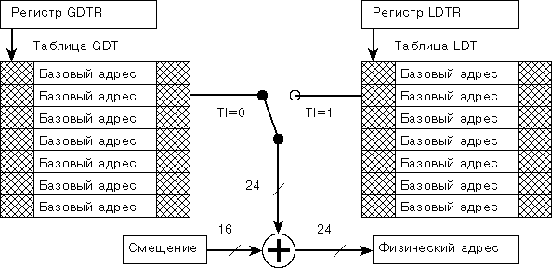 Регистр GDTR
Регистр LDTR
Таблица GDT
Таблица LDT
Базовый адрес
Базовый адрес
Базовый адрес
Базовый адрес
Базовый адрес
Базовый адрес
Базовый адрес
Базовый адрес
Базовый адрес
Базовый адрес
Базовый адрес
Базовый адрес
Базовый адрес
Базовый адрес
TI=0
TI=1
24
16
24
Смещение
Физический адрес